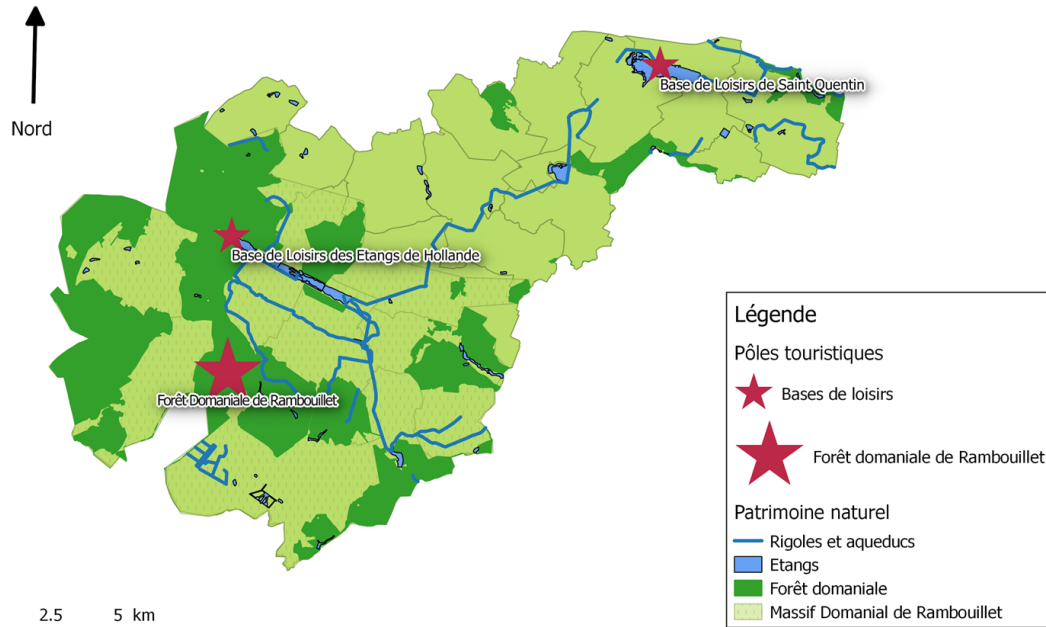 Nord
Base de Loisirs de Saint Quentin
Base de Loisirs des Etangs de Hollande
Forêt Domaniale de Rambouillet
Légende
Pôles touristiques
Bases de loisirs
Forêt domaniale de Rambouillet
Patrimoine naturel
Rigoles et aqueducs
Etangs
Forêt domaniale
Massif Domanial de Rambouillet
2.5 5 km